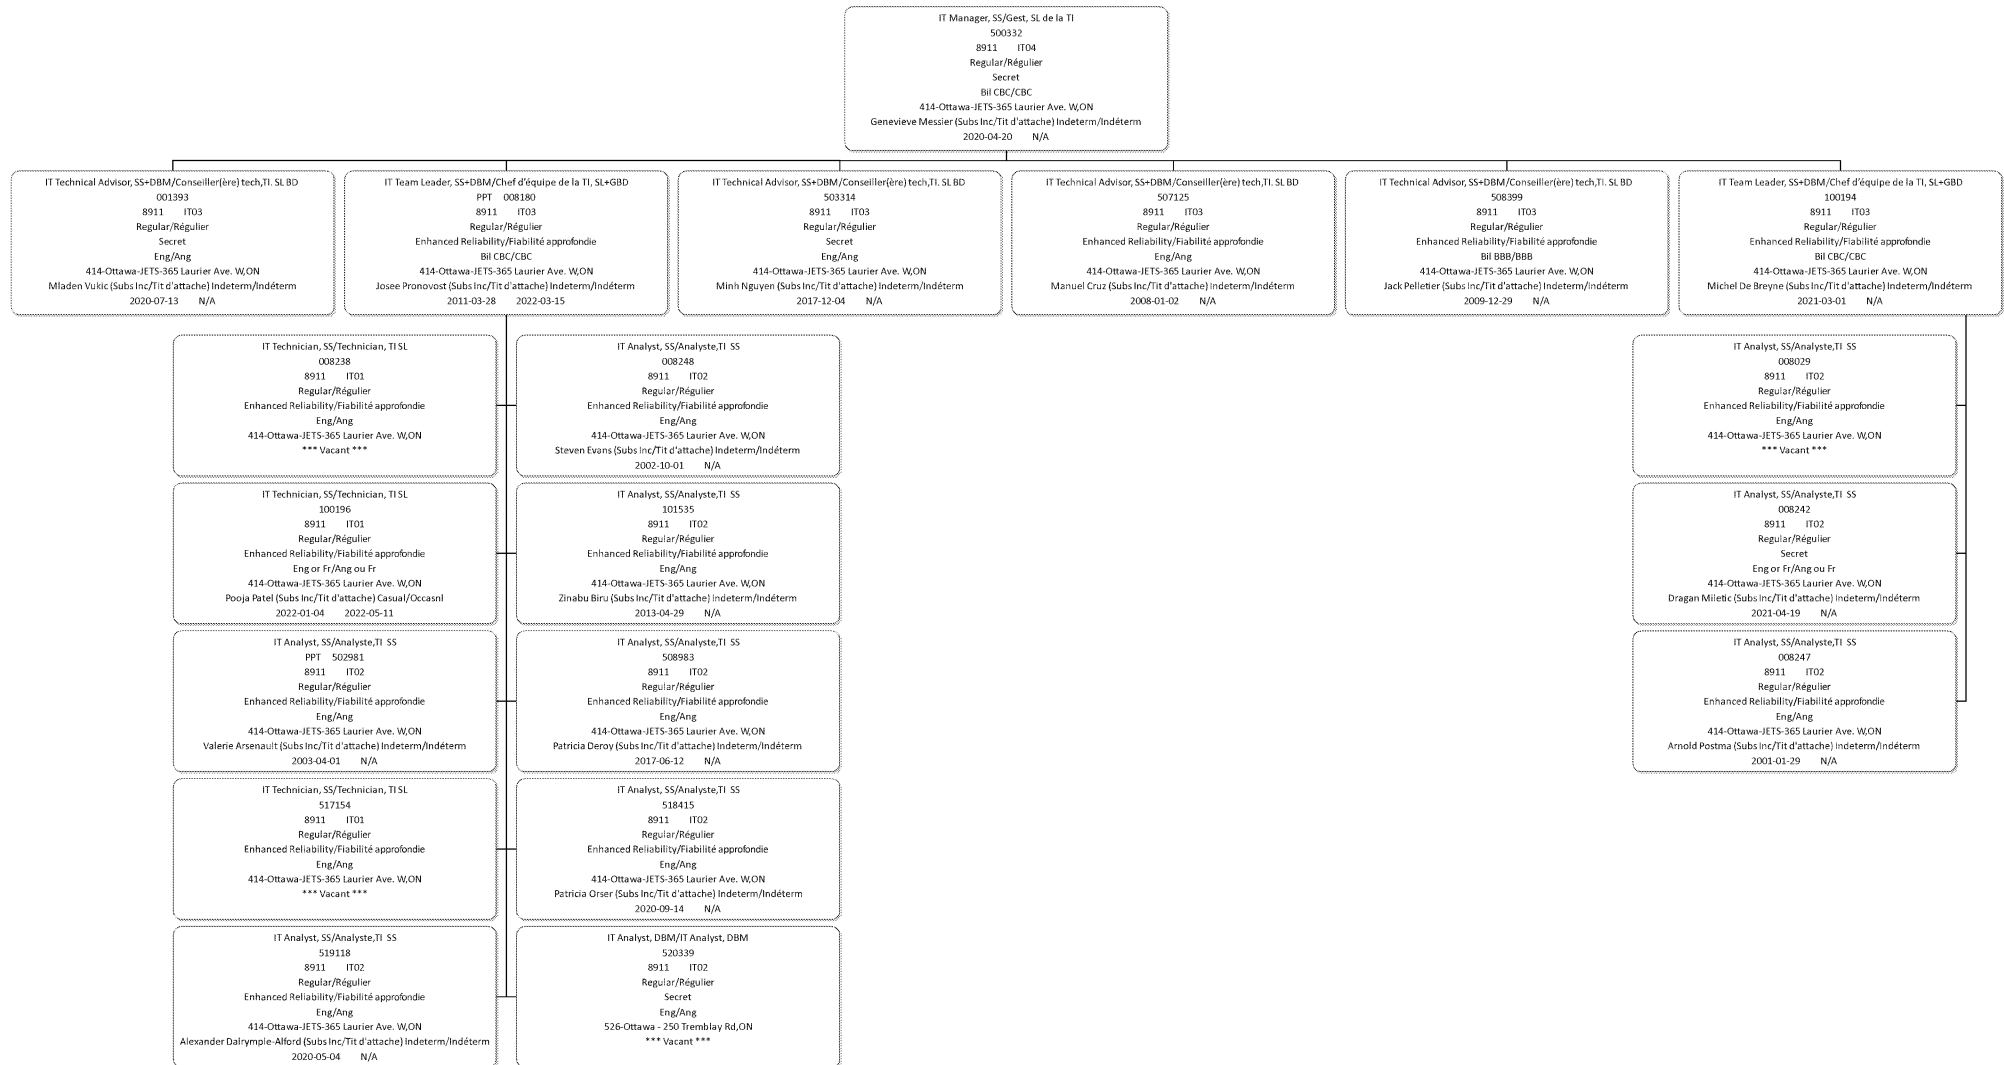 IT Manager, SS/Gest, SL de la TI
500332
8911 IT04
Regular/Régulier
Secret
Bil CBC/CBC
414-Ottawa-JETS-365 Laurier Ave. W,ON
Genevieve Messier (Subs Inc/Tit d'attache) Indeterm/Indéterm
2020-04-20 N/A
IT Technical Advisor, SS+DBM/Conseiller(ère) tech,TI. SL BD
001393
8911 IT03
Regular/Régulier
Secret
Eng/Ang
414-Ottawa-JETS-365 Laurier Ave. W,ON
Mladen Vukic (Subs Inc/Tit d'attache) Indeterm/Indéterm
2020-07-13 N/A
IT Team Leader, SS+DBM/Chef d'équipe de la TI, SL+GBD
PPT 008180
8911 IT03
Regular/Régulier
Enhanced Reliability/Fiabilité approfondie
Bil CBC/CBC
414-Ottawa-JETS-365 Laurier Ave. W,ON
Josee Pronovost (Subs Inc/Tit d'attache) Indeterm/Indéterm
2011-03-28 2022-03-15
IT Technical Advisor, SS+DBM/Conseiller(ère) tech,TI. SL BD
503314
8911 IT03
Regular/Régulier
Secret
Eng/Ang
414-Ottawa-JETS-365 Laurier Ave. W,ON
Minh Nguyen (Subs Inc/Tit d'attache) Indeterm/Indéterm
2017-12-04 N/A
IT Technical Advisor, SS+DBM/Conseiller(ère) tech,TI. SL BD
507125
8911 IT03
Regular/Régulier
Enhanced Reliability/Fiabilité approfondie
Eng/Ang
414-Ottawa-JETS-365 Laurier Ave. W,ON
Manuel Cruz (Subs Inc/Tit d'attache) Indeterm/Indéterm
2008-01-02 N/A
IT Technical Advisor, SS+DBM/Conseiller(ère) tech,TI. SL BD
508399
8911 IT03
Regular/Régulier
Enhanced Reliability/Fiabilité approfondie
Bil BBB/BBB
414-Ottawa-JETS-365 Laurier Ave. W,ON
Jack Pelletier (Subs Inc/Tit d'attache) Indeterm/Indéterm
2009-12-29 N/A
IT Team Leader, SS+DBM/Chef d'équipe de la TI, SL+GBD
100194
8911 IT03
Regular/Régulier
Enhanced Reliability/Fiabilité approfondie
Bil CBC/CBC
414-Ottawa-JETS-365 Laurier Ave. W,ON
Michel De Breyne (Subs Inc/Tit d'attache) Indeterm/Indéterm
2021-03-01 N/A
IT Technician, SS/Technician, TI SL
008238
8911 IT01
Regular/Régulier
Enhanced Reliability/Fiabilité approfondie
Eng/Ang
414-Ottawa-JETS-365 Laurier Ave. W,ON
*** Vacant ***
IT Analyst, SS/Analyste,TI SS
008248
8911 IT02
Regular/Régulier
Enhanced Reliability/Fiabilité approfondie
Eng/Ang
414-Ottawa-JETS-365 Laurier Ave. W,ON
Steven Evans (Subs Inc/Tit d'attache) Indeterm/Indéterm
2002-10-01 N/A
IT Analyst, SS/Analyste,TI SS
008029
8911 IT02
Regular/Régulier
Enhanced Reliability/Fiabilité approfondie
Eng/Ang
414-Ottawa-JETS-365 Laurier Ave. W,ON
*** Vacant ***
IT Technician, SS/Technician, TI SL
100196
8911 IT01
Regular/Régulier
Enhanced Reliability/Fiabilité approfondie
Eng or Fr/Ang ou Fr
414-Ottawa-JETS-365 Laurier Ave. W,ON
Pooja Patel (Subs Inc/Tit d'attache) Casual/Occasnl
2022-01-04 2022-05-11
IT Analyst, SS/Analyste,TI SS
101535
8911 IT02
Regular/Régulier
Enhanced Reliability/Fiabilité approfondie
Eng/Ang
414-Ottawa-JETS-365 Laurier Ave. W,ON
Zinabu Biru (Subs Inc/Tit d'attache) Indeterm/Indéterm
2013-04-29 N/A
IT Analyst, SS/Analyste,TI SS
008242
8911 IT02
Regular/Régulier
Secret
Eng or Fr/Ang ou Fr
414-Ottawa-JETS-365 Laurier Ave. W,ON
Dragan Miletic (Subs Inc/Tit d'attache) Indeterm/Indéterm
2021-04-19 N/A
IT Analyst, SS/Analyste,TI SS
PPT 502981
8911 IT02
Regular/Régulier
Enhanced Reliability/Fiabilité approfondie
Eng/Ang
414-Ottawa-JETS-365 Laurier Ave. W,ON
Valerie Arsenault (Subs Inc/Tit d'attache) Indeterm/Indéterm
2003-04-01 N/A
IT Analyst, SS/Analyste,TI SS
508983
8911 IT02
Regular/Régulier
Enhanced Reliability/Fiabilité approfondie
Eng/Ang
414-Ottawa-JETS-365 Laurier Ave. W,ON
Patricia Deroy (Subs Inc/Tit d'attache) Indeterm/Indéterm
2017-06-12 N/A
IT Analyst, SS/Analyste,TI SS
008247
8911 IT02
Regular/Régulier
Enhanced Reliability/Fiabilité approfondie
Eng/Ang
414-Ottawa-JETS-365 Laurier Ave. W,ON
Arnold Postma (Subs Inc/Tit d'attache) Indeterm/Indéterm
2001-01-29 N/A
IT Technician, SS/Technician, TI SL
517154
8911 IT01
Regular/Régulier
Enhanced Reliability/Fiabilité approfondie
Eng/Ang
414-Ottawa-JETS-365 Laurier Ave. W,ON
*** Vacant ***
IT Analyst, SS/Analyste,TI SS
518415
8911 IT02
Regular/Régulier
Enhanced Reliability/Fiabilité approfondie
Eng/Ang
414-Ottawa-JETS-365 Laurier Ave. W,ON
Patricia Orser (Subs Inc/Tit d'attache) Indeterm/Indéterm
2020-09-14 N/A
IT Analyst, SS/Analyste,TI SS
519118
8911 IT02
Regular/Régulier
Enhanced Reliability/Fiabilité approfondie
Eng/Ang
414-Ottawa-JETS-365 Laurier Ave. W,ON
Alexander Dalrymple-Alford (Subs Inc/Tit d'attache) Indeterm/Indéterm
2020-05-04 N/A
IT Analyst, DBM/IT Analyst, DBM
520339
8911 IT02
Regular/Régulier
Secret
Eng/Ang
526-Ottawa - 250 Tremblay Rd,ON
*** Vacant ***